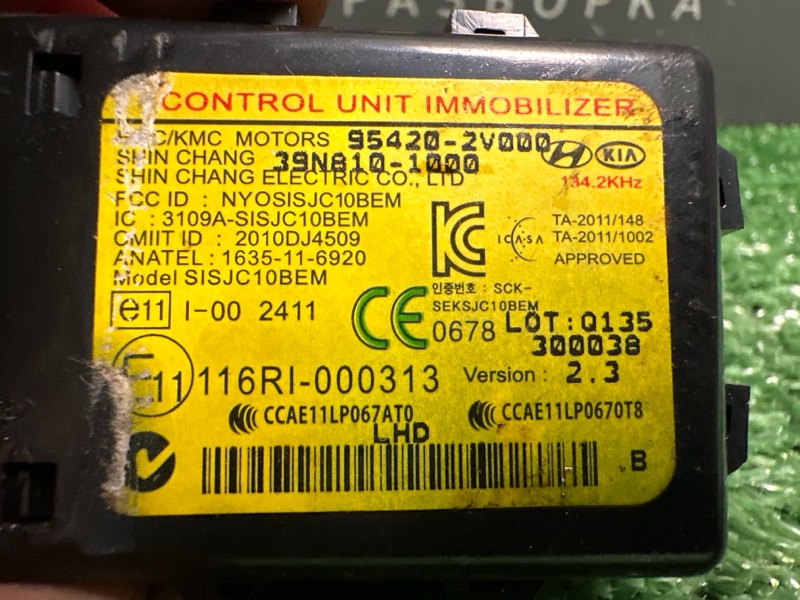 РАЗБОРКА
CONTROL UNIT IMMOBILIZER
HMC/KMC MOTORS 95420-2V000
SHIN CHANG 39N810-1000
KIA
SHIN CHANG ELECTRIC CO., LTD
134.2KHz
FCC ID : NYOSISJC10BEM
IC : 3109A-SISJC10BEM
CMIIT ID : 2010DJ4509
ANATEL : 1635-11-6920
Model SISJC10BEM
ICASA
TA-2011/148
TA-2011/1002
APPROVED
인증번호 : SCK-
SEKSJC10BEM
e11 I-00 2411
CE 0678
LOT:Q135
300038
E11 116RI-000313
Version : 2.3
CCAE11LP067AT0
CCAE11LP0670T8
LHD
B